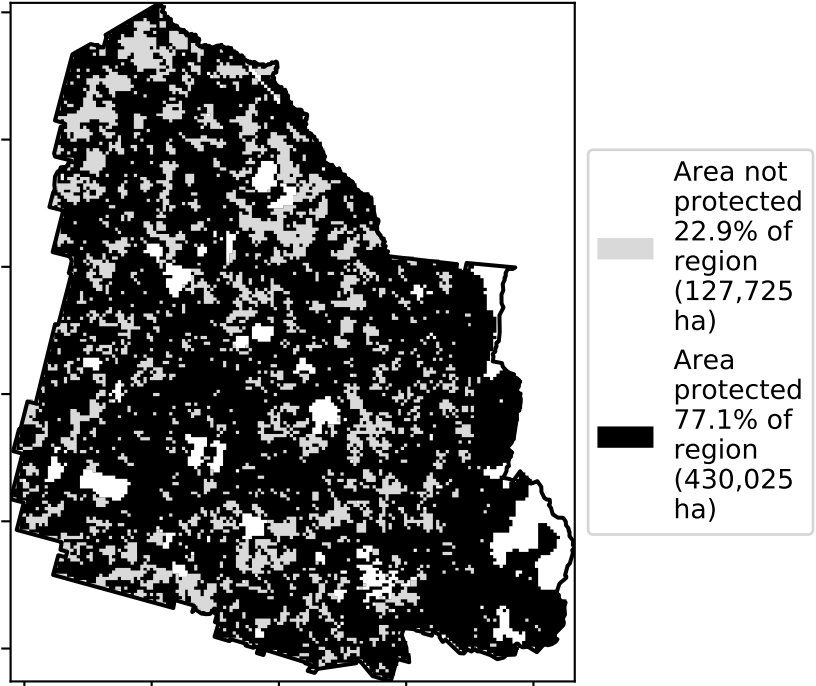 Area not
protected
22.9% of
region
(127,725
ha)
Area
protected
77.1% of
region
(430,025
ha)